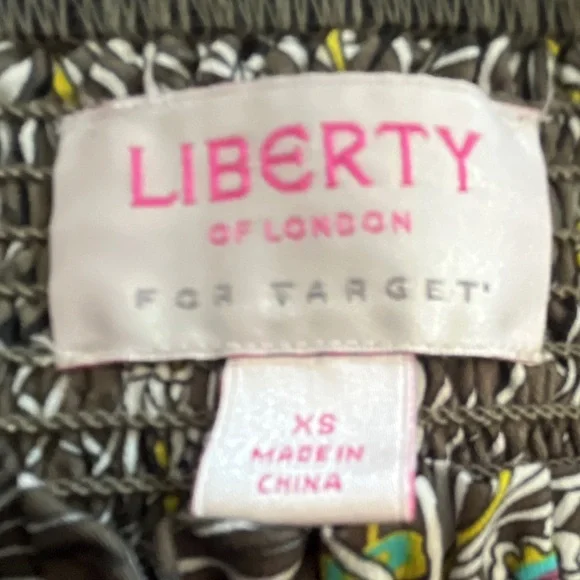 LIBERTY
OF LONDON
FOR TARGET
XS
MADE IN
CHINA